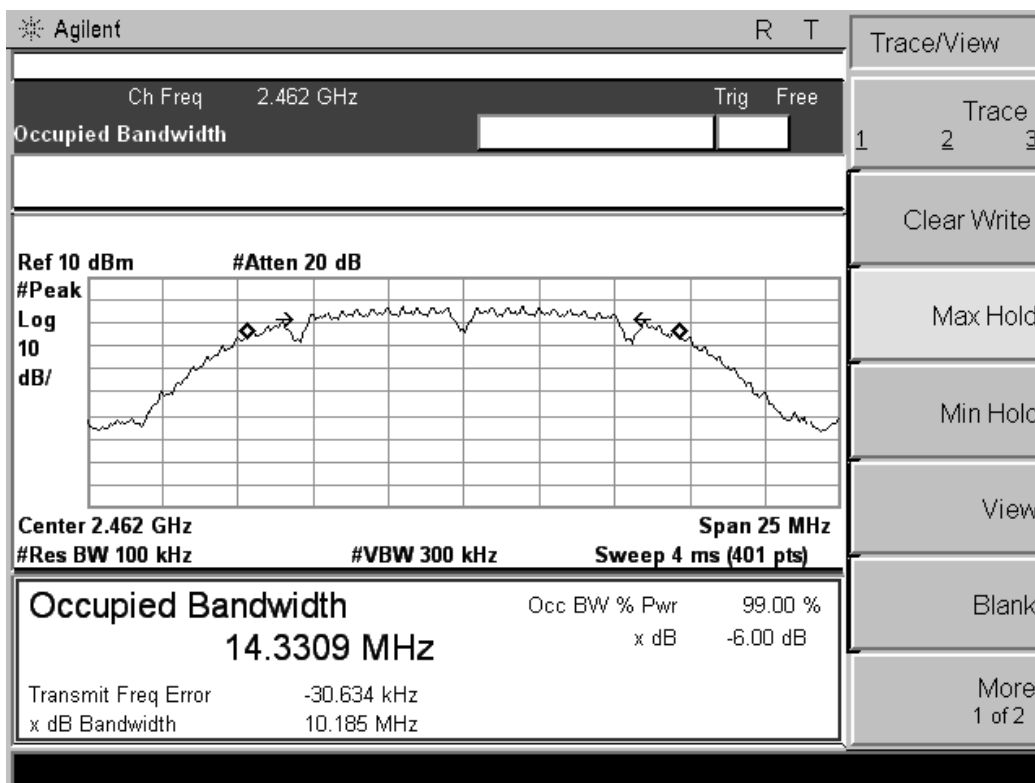 Agilent R T
Ch Freq 2.462 GHz Trig Free
Occupied Bandwidth
Ref 10 dBm #Atten 20 dB
#Peak
Log
10
dB/
Center 2.462 GHz Span 25 MHz
#Res BW 100 kHz #VBW 300 kHz Sweep 4 ms (401 pts)
Occupied Bandwidth
14.3309 MHz
Occ BW % Pwr 99.00 %
x dB -6.00 dB
Transmit Freq Error -30.634 kHz
x dB Bandwidth 10.185 MHz
Trace/View
Trace
1 2 3
Clear Write
Max Hold
Min Hold
View
Blank
More
1 of 2